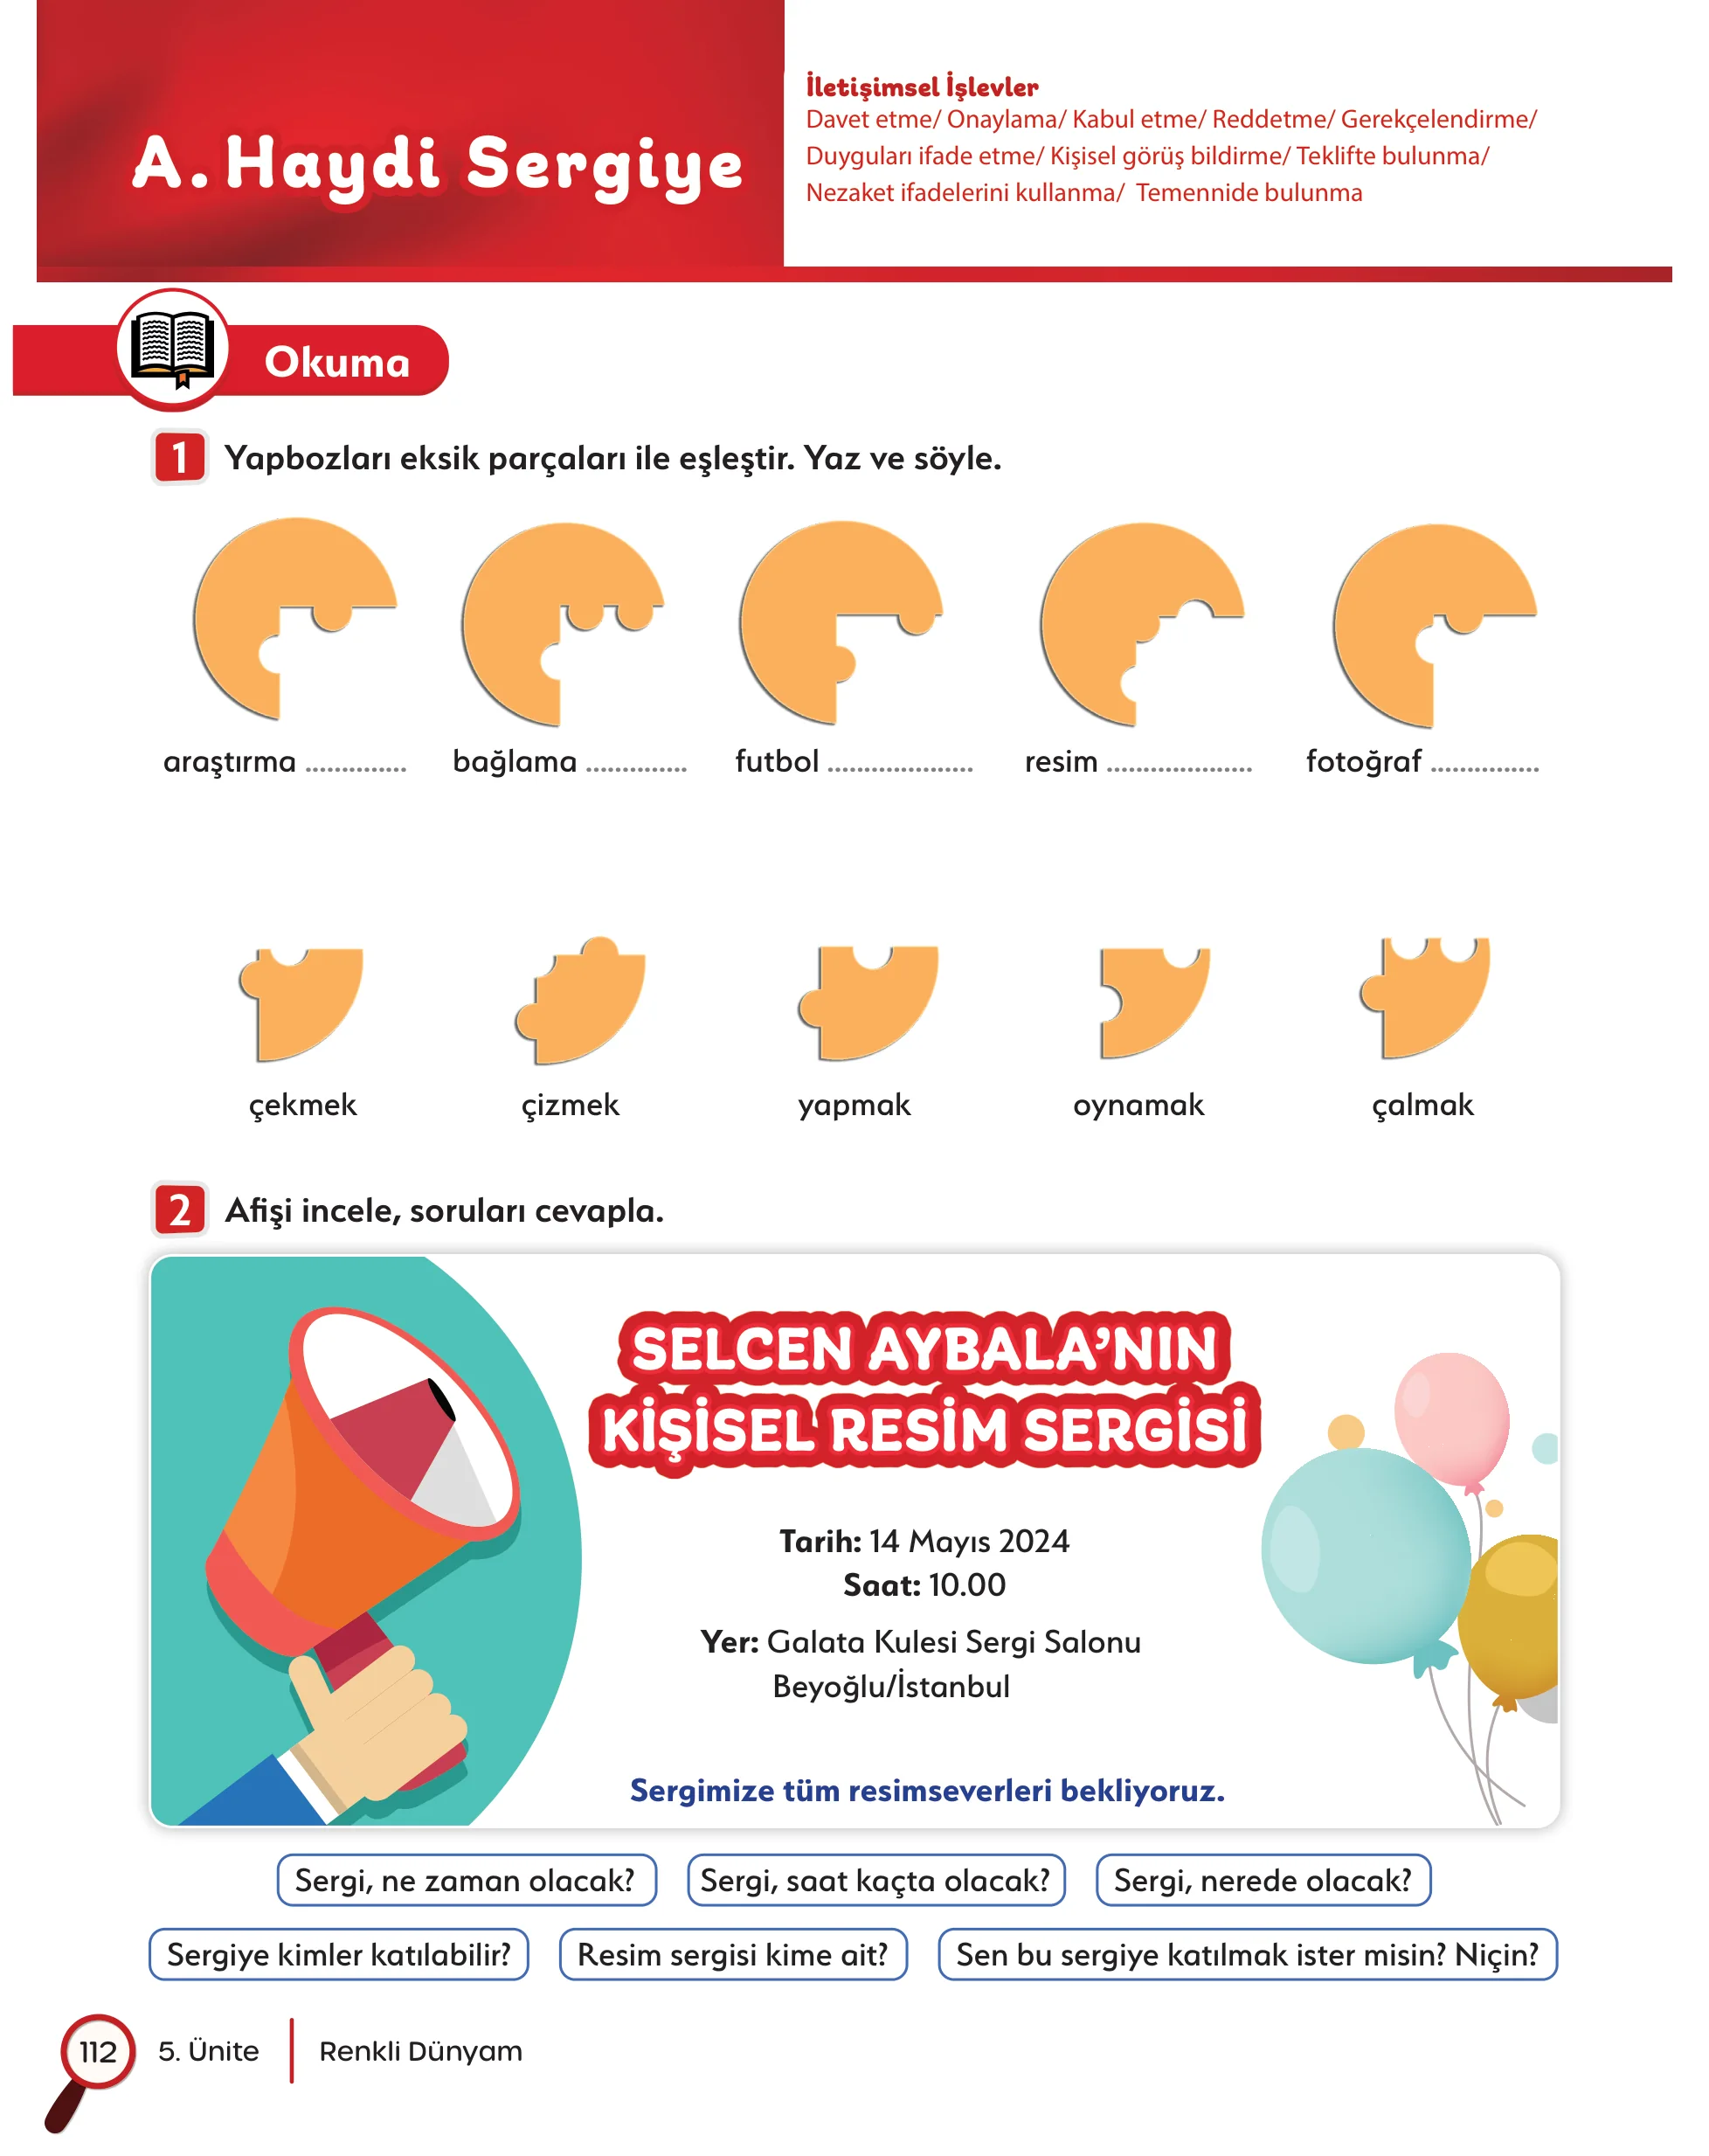 A. Haydi Sergiye
İletişimsel İşlevler
Davet etme/ Onaylama/ Kabul etme/ Reddetme/ Gerekçelendirme/
Duyguları ifade etme/ Kişisel görüş bildirme/ Teklifte bulunma/
Nezaket ifadelerini kullanma/ Temennide bulunma
Okuma
1 Yapbozları eksik parçaları ile eşleştir. Yaz ve söyle.
araştırma .............. bağlama .............. futbol .................... resim .................... fotoğraf ...............
çekmek çizmek yapmak oynamak çalmak
2 Afişi incele, soruları cevapla.
SELCEN AYBALA'NIN
KİŞİSEL RESİM SERGİSİ
Tarih: 14 Mayıs 2024
Saat: 10.00
Yer: Galata Kulesi Sergi Salonu
Beyoğlu/İstanbul
Sergimize tüm resimseverleri bekliyoruz.
Sergi, ne zaman olacak? Sergi, saat kaçta olacak? Sergi, nerede olacak?
Sergiye kimler katılabilir? Resim sergisi kime ait? Sen bu sergiye katılmak ister misin? Niçin?
112 5. Ünite Renkli Dünyam